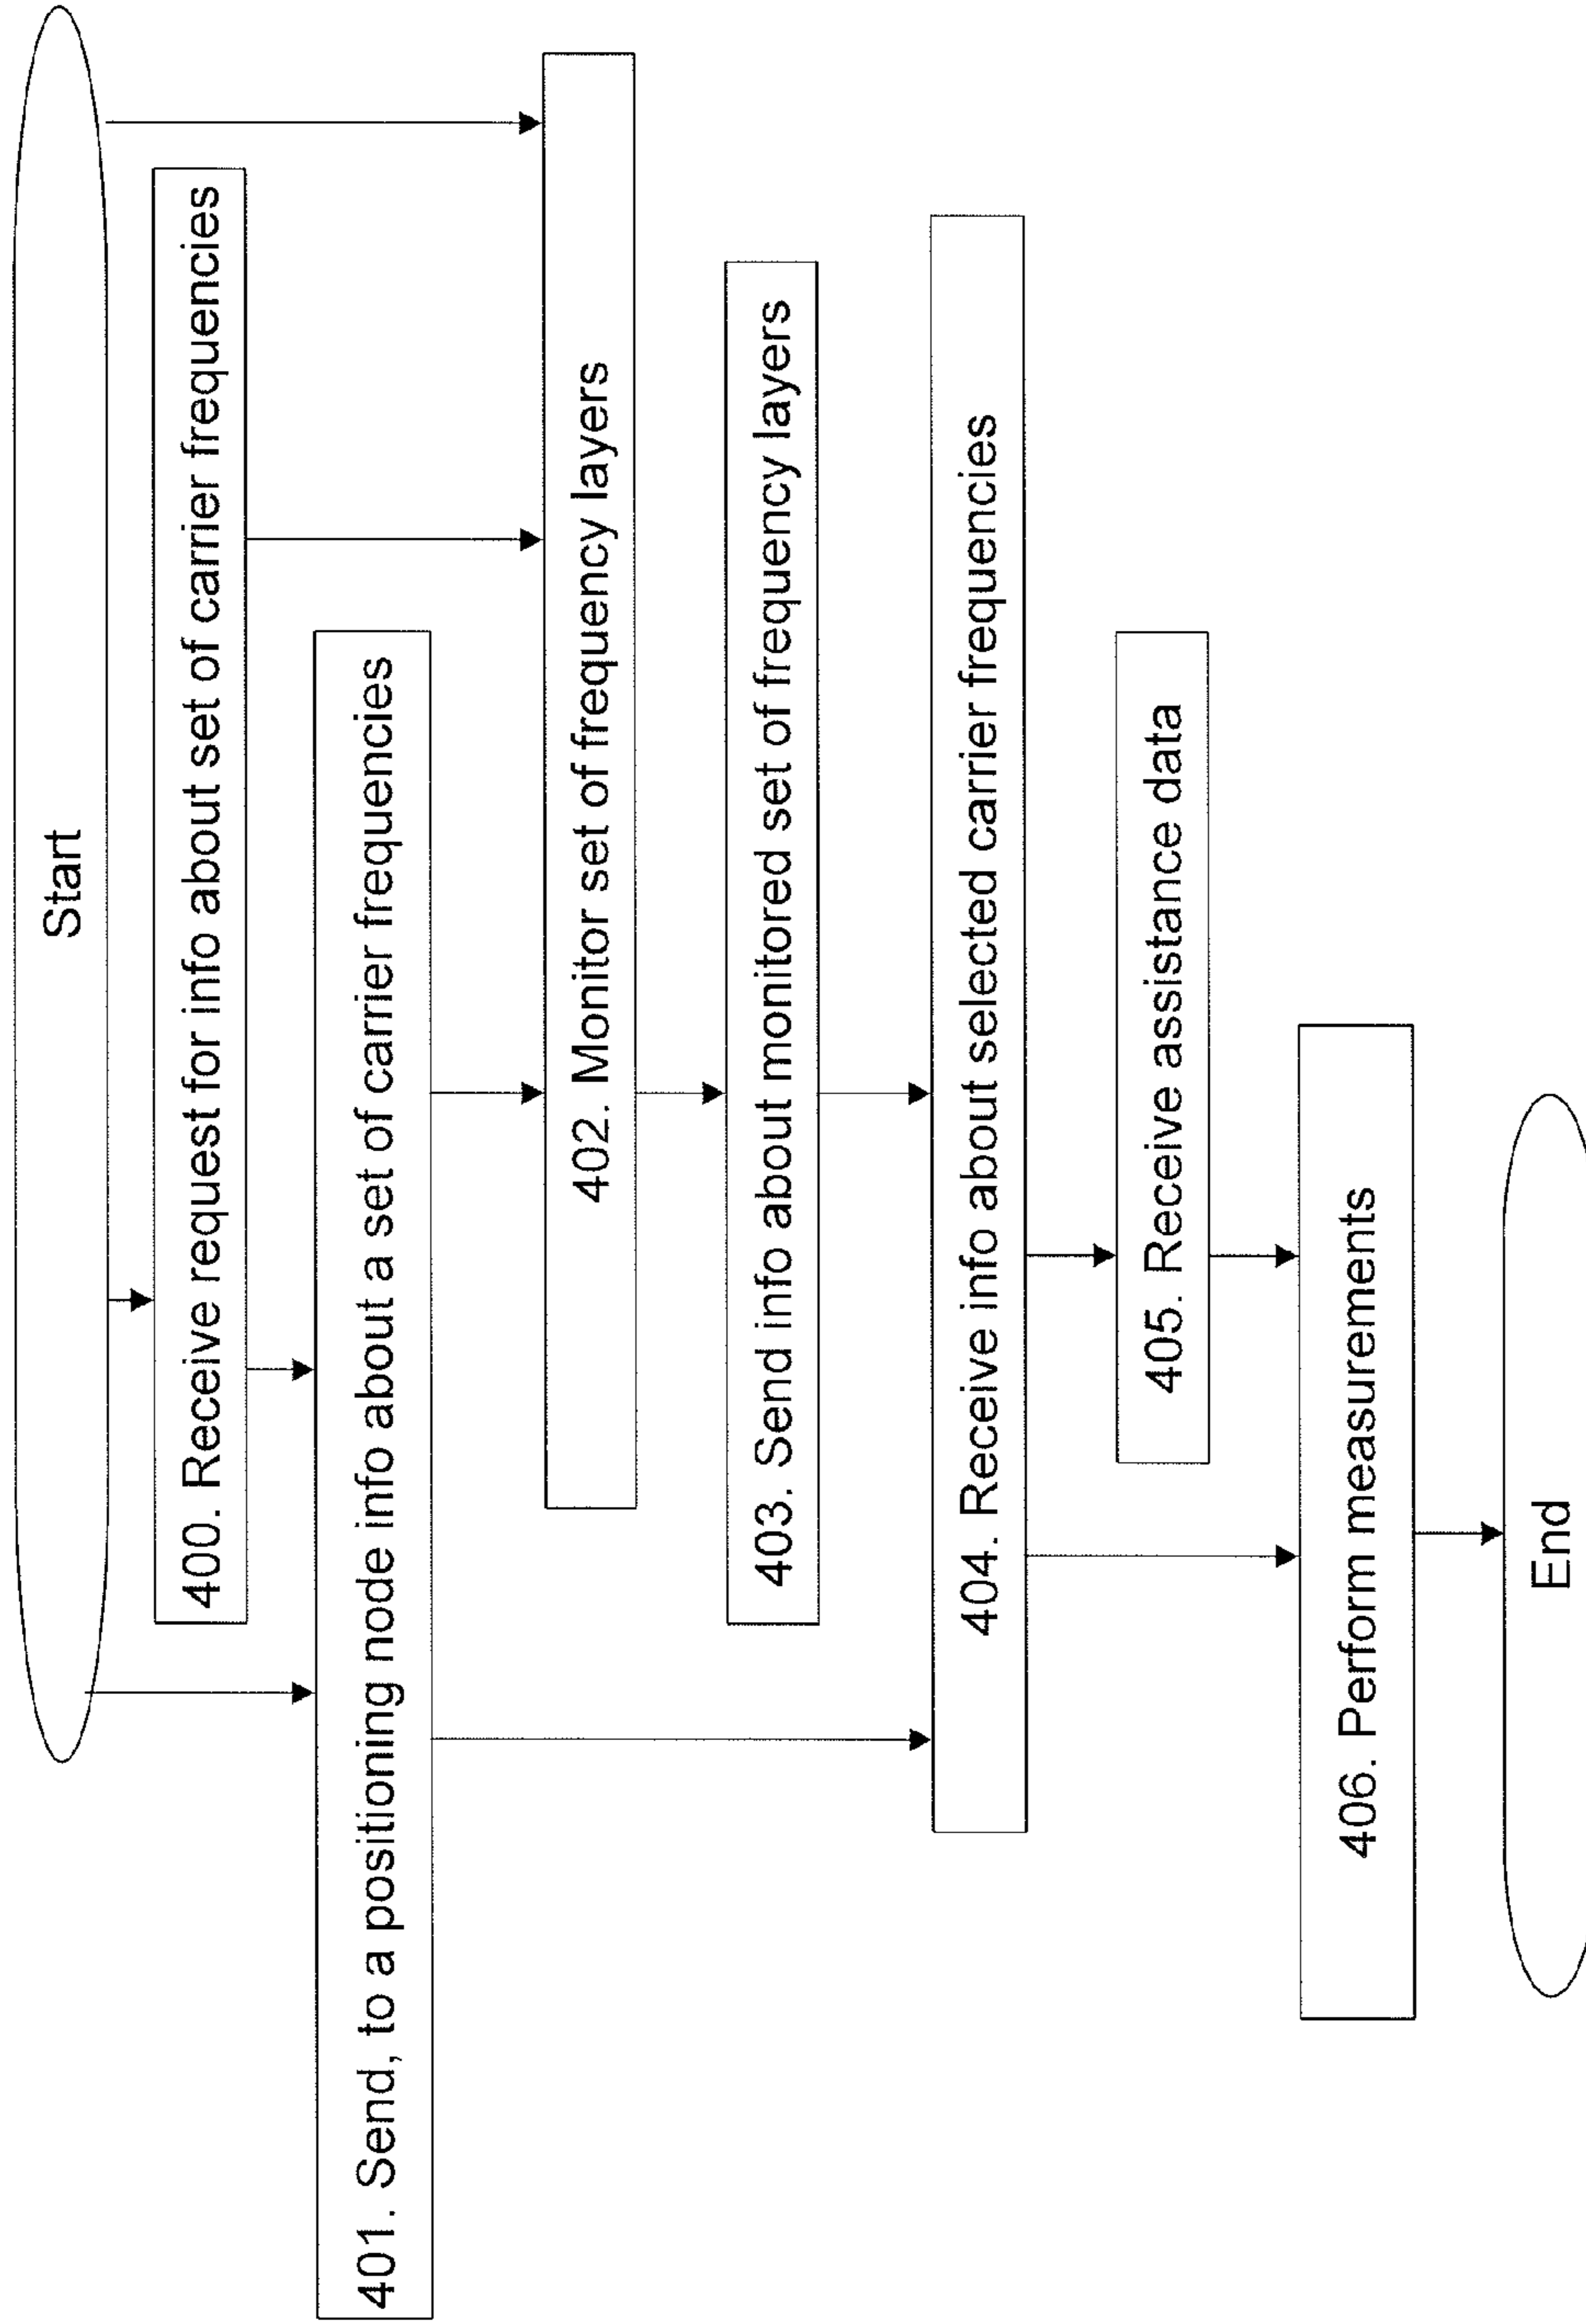 Start
400. Receive request for info about set of carrier frequencies
401. Send, to a positioning node info about a set of carrier frequencies
402. Monitor set of frequency layers
403. Send info about monitored set of frequency layers
404. Receive info about selected carrier frequencies
405. Receive assistance data
406. Perform measurements
End